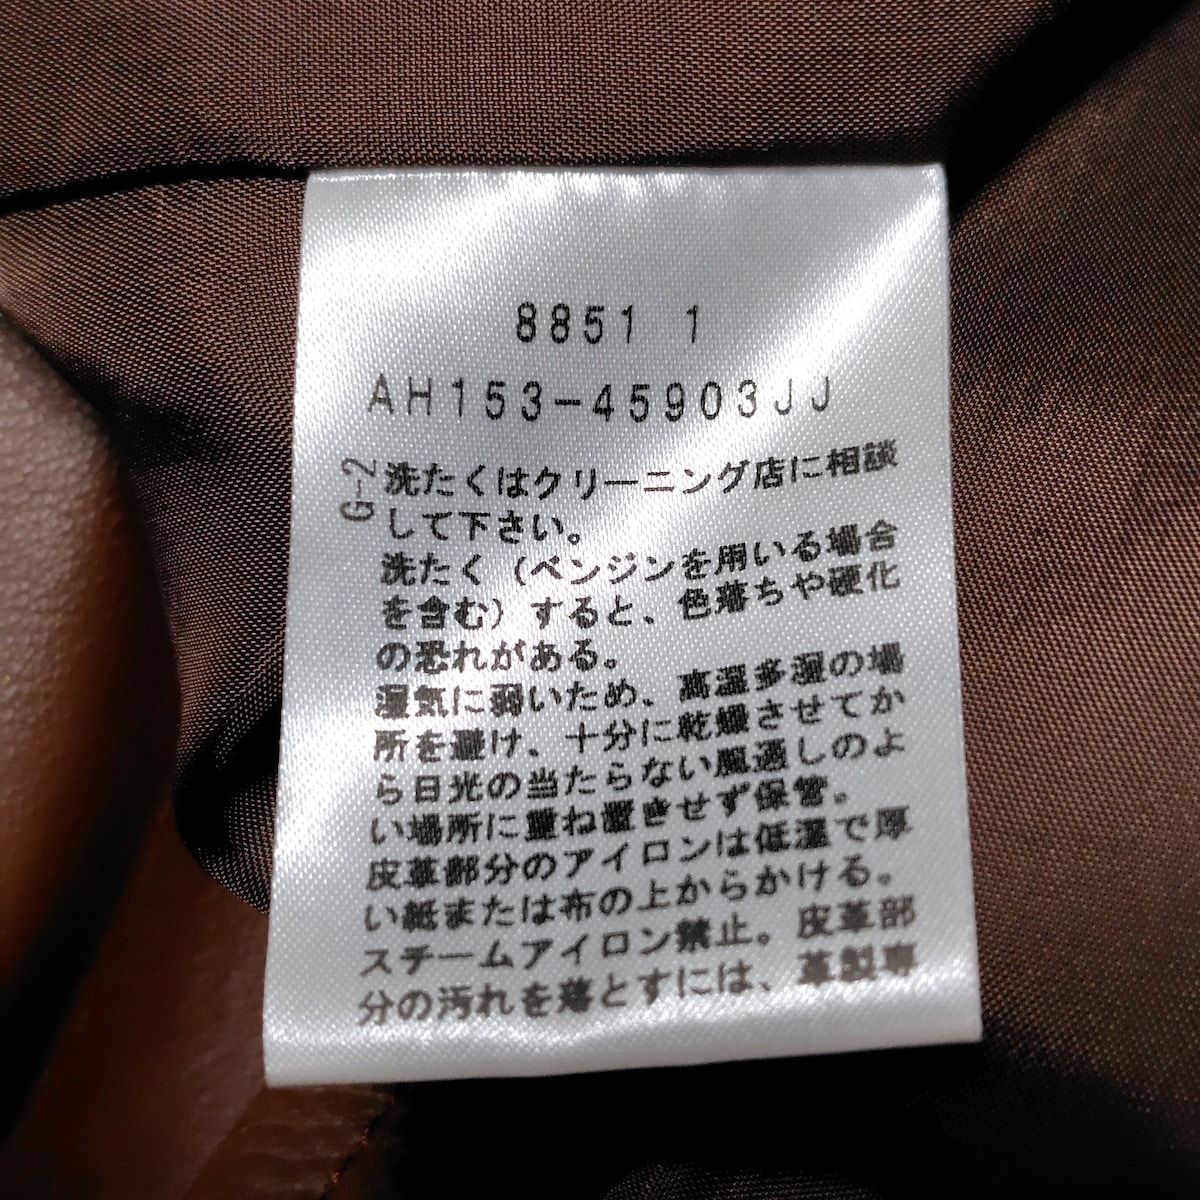 8851 1
AH153-45903JJ
G-2
洗たくはクリーニング店に相談
して下さい。
洗たく(ベンジンを用いる場合
を含む)すると、色落ちや硬化
の恐れがある。
湿気に弱いため、高温多湿の場
所を避け、十分に乾燥させてか
ら日光の当たらない風通しのよ
い場所に重ね置きせず保管。
皮革部分のアイロンは低温で厚
い紙または布の上からかける。
スチームアイロン禁止。皮革部
分の汚れを落とすには、革製専